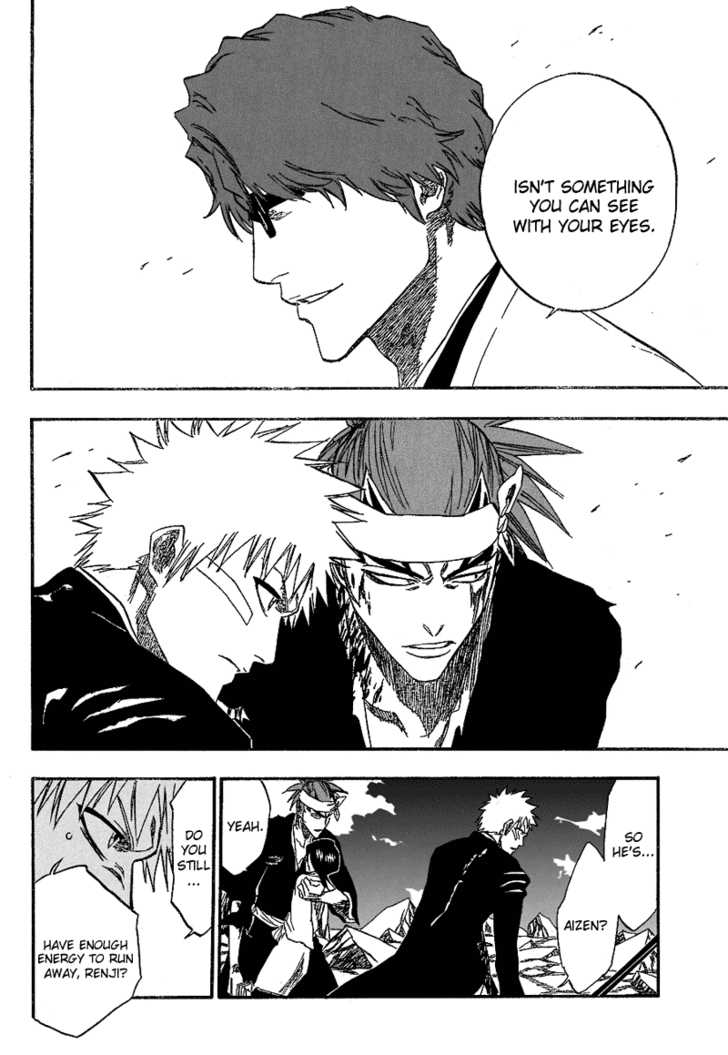 ISN'T SOMETHING
YOU CAN SEE
WITH YOUR EYES.
SO
HE'S...
AIZEN?
YEAH.
DO
YOU
STILL
...
HAVE ENOUGH
ENERGY TO RUN
AWAY, RENJI?